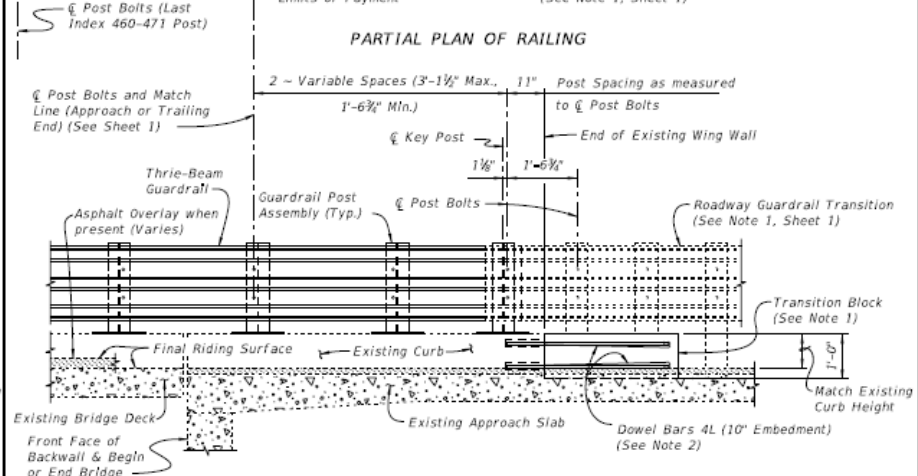 ℄ Post Bolts (Last
Index 460-471 Post)
(See Note 1, Sheet 1)
PARTIAL PLAN OF RAILING
2 ~ Variable Spaces (3'-1½" Max.,
1'-6¾" Min.)
11"
Post Spacing as measured
to ℄ Post Bolts
℄ Post Bolts and Match
Line (Approach or Trailing
End) (See Sheet 1)
℄ Key Post
End of Existing Wing Wall
1⅛"
1'-6¾"
Thrie-Beam
Guardrail
Guardrail Post
Assembly (Typ.)
℄ Post Bolts
Roadway Guardrail Transition
(See Note 1, Sheet 1)
Asphalt Overlay when
present (Varies)
Transition Block
(See Note 1)
Final Riding Surface
Existing Curb
1'-0"
Match Existing
Curb Height
Existing Bridge Deck
Existing Approach Slab
Dowel Bars 4L (10" Embedment)
(See Note 2)
Front Face of
Backwall & Begin
or End Bridge